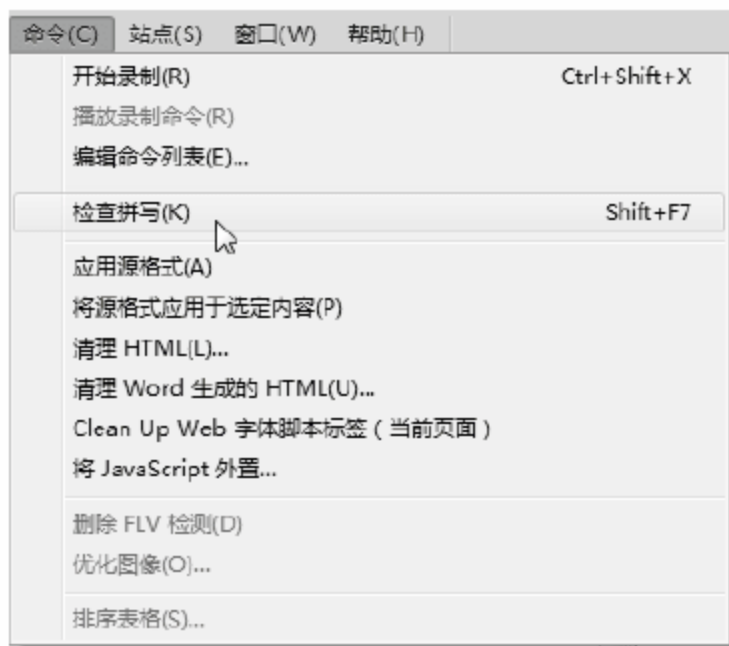 命令(C) 站点(S) 窗口(W) 帮助(H)
开始录制(R) Ctrl+Shift+X
播放录制命令(R)
编辑命令列表(E)...
检查拼写(K) Shift+F7
应用源格式(A)
将源格式应用于选定内容(P)
清理 HTML(L)...
清理 Word 生成的 HTML(U)...
Clean Up Web 字体脚本标签 ( 当前页面 )
将 JavaScript 外置...
删除 FLV 检测(D)
优化图像(O)...
排序表格(S)...